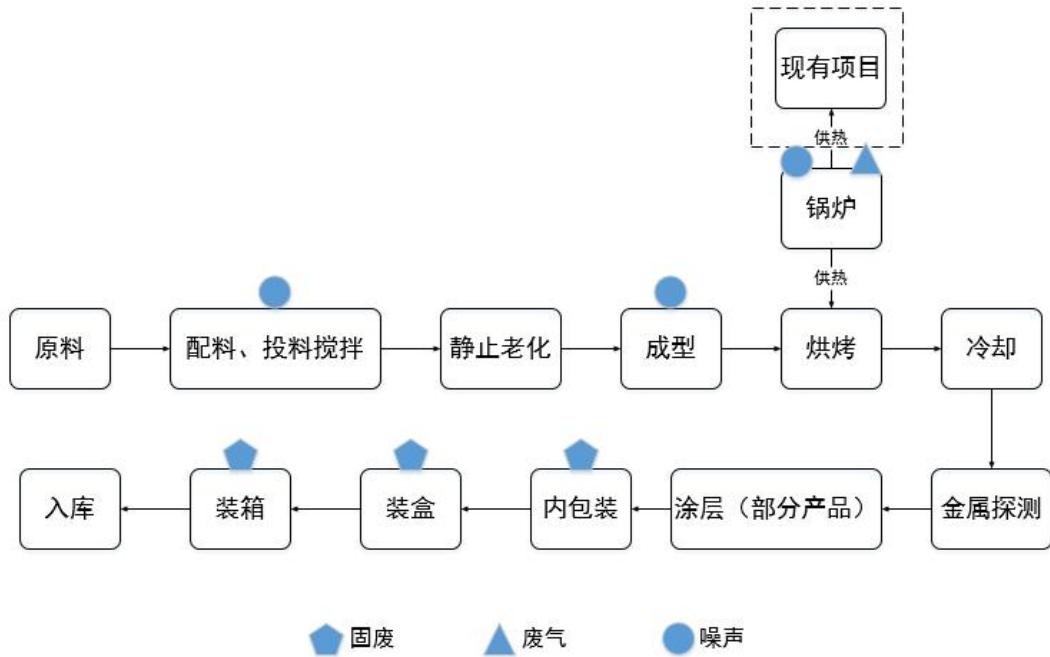 现有项目
供热
锅炉
供热
原料
配料、投料搅拌
静止老化
成型
烘烤
冷却
入库
装箱
装盒
内包装
涂层（部分产品）
金属探测
固废
废气
噪声